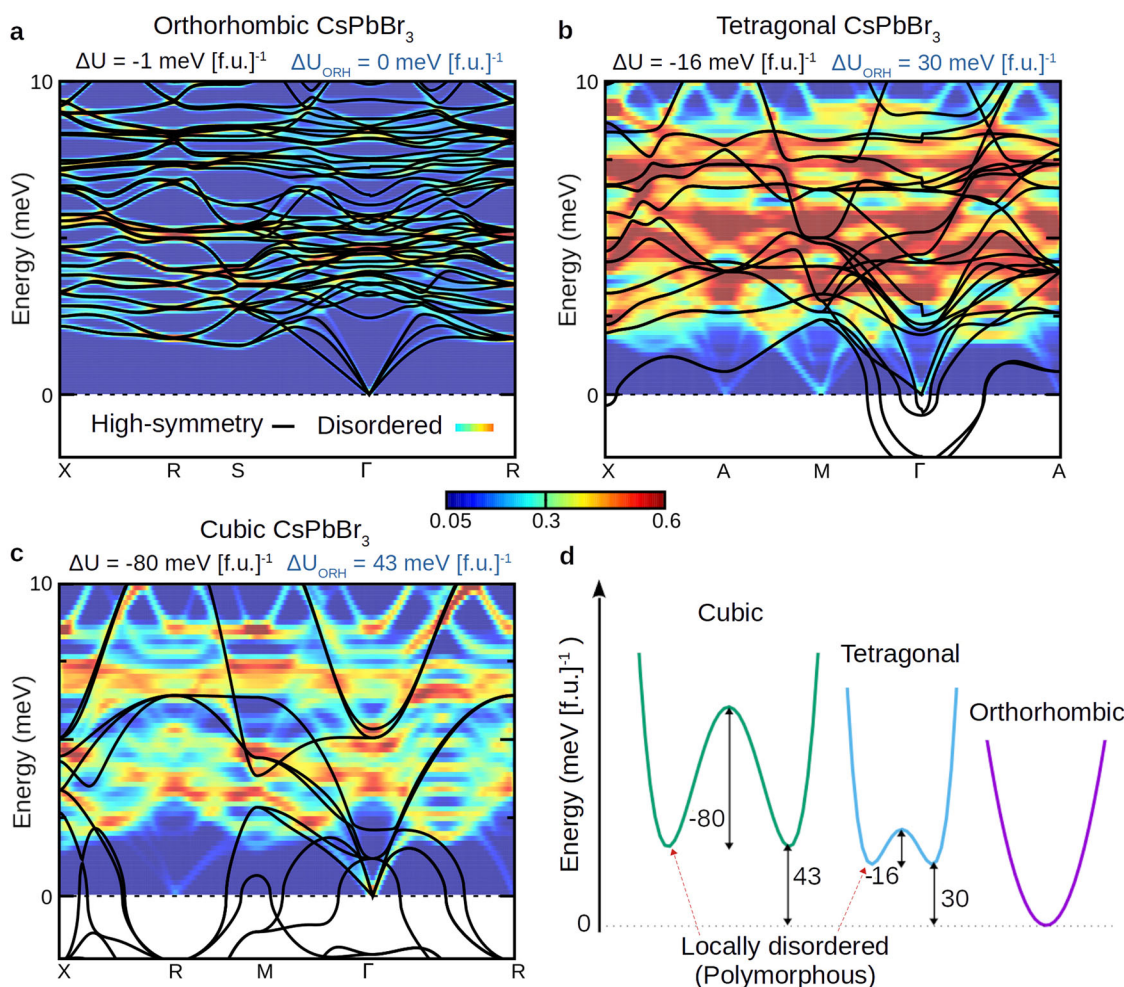 a
Orthorhombic CsPbBr₃
ΔU = -1 meV [f.u.]⁻¹ ΔU_ORH = 0 meV [f.u.]⁻¹
10
Energy (meV)
0
High-symmetry
Disordered
X R S Γ R
b
Tetragonal CsPbBr₃
ΔU = -16 meV [f.u.]⁻¹ ΔU_ORH = 30 meV [f.u.]⁻¹
10
Energy (meV)
0
X A M Γ A
0.05 0.3 0.6
c
Cubic CsPbBr₃
ΔU = -80 meV [f.u.]⁻¹ ΔU_ORH = 43 meV [f.u.]⁻¹
10
Energy (meV)
0
X R M Γ R
d
Energy (meV [f.u.]⁻¹
Cubic
Tetragonal
Orthorhombic
-80
43
-16
30
0
Locally disordered
(Polymorphous)